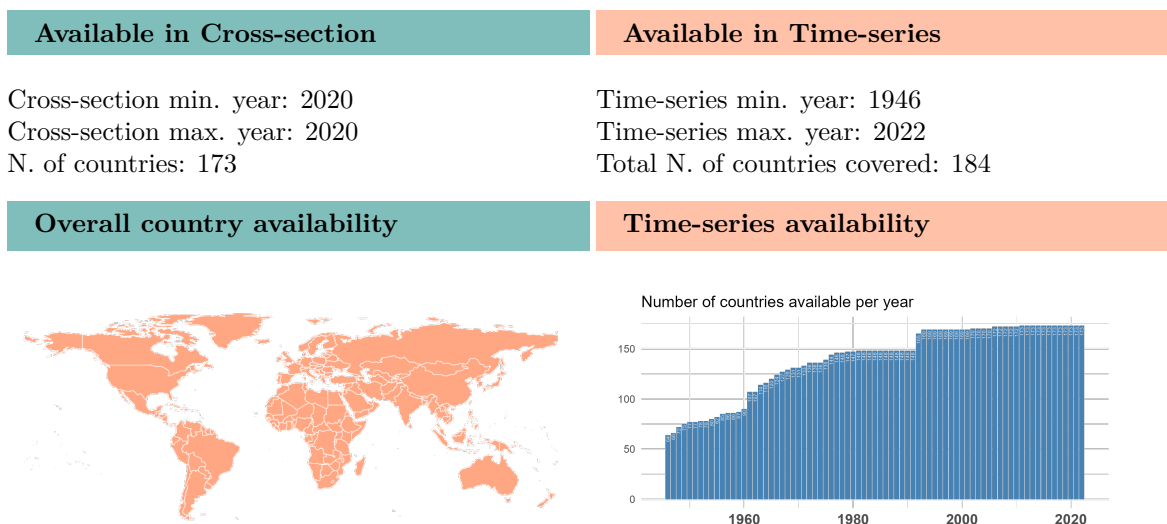 Available in Cross-section
Available in Time-series
Cross-section min. year: 2020
Cross-section max. year: 2020
N. of countries: 173
Time-series min. year: 1946
Time-series max. year: 2022
Total N. of countries covered: 184
Overall country availability
Time-series availability
Number of countries available per year
150
100
50
0
1960
1980
2000
2020